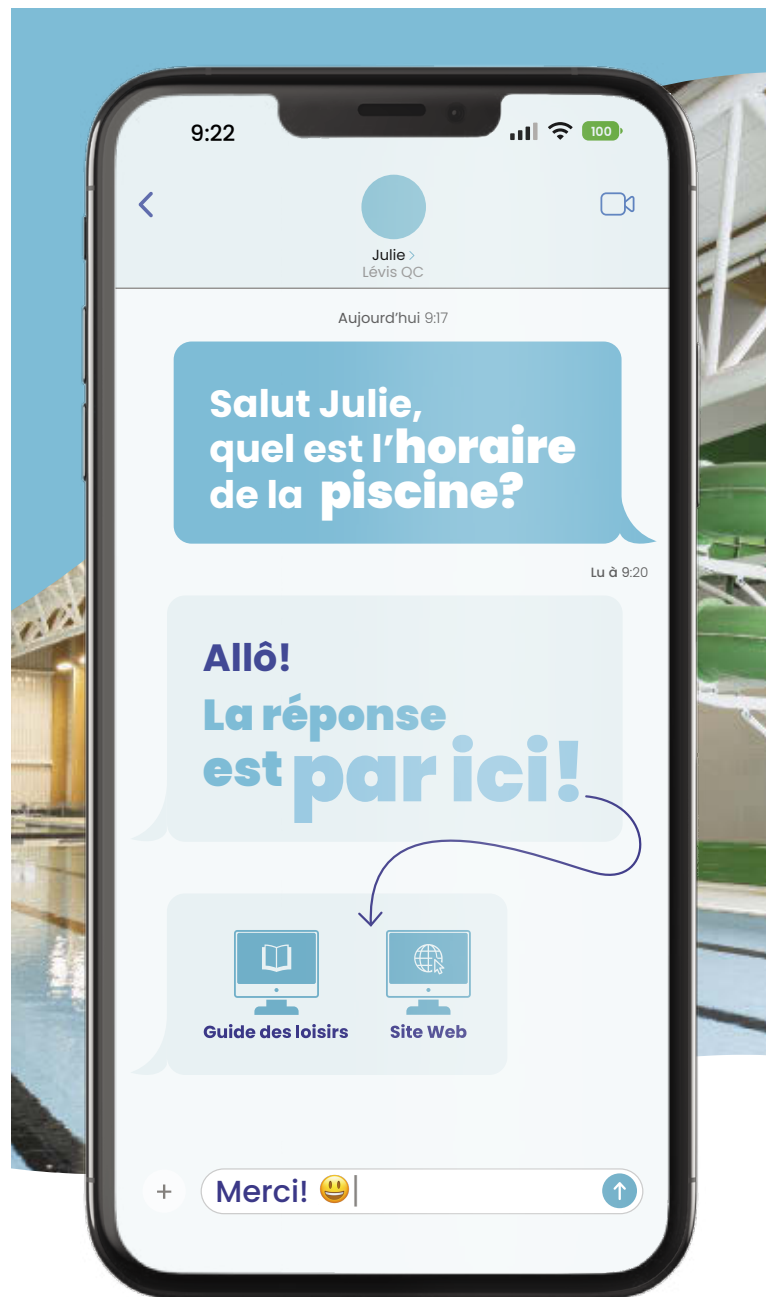 9:22
100
Julie >
Lévis QC
Aujourd'hui 9:17
Salut Julie,
quel est l'horaire
de la piscine?
Lu à 9:20
Allô!
La réponse
est par ici!
Guide des loisirs
Site Web
+ Merci! 😃